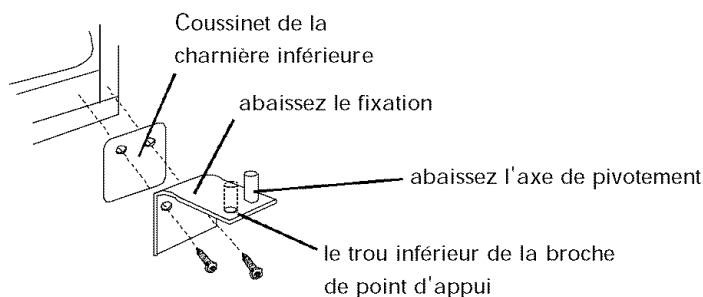 Coussinet de la
charnière inférieure
abaissez le fixation
abaissez l'axe de pivotement
le trou inférieur de la broche
de point d'appui